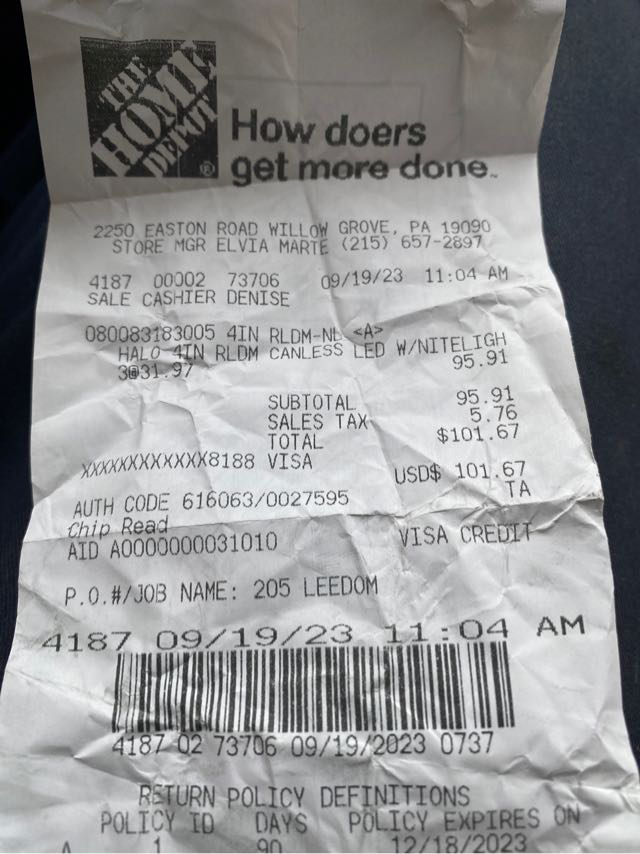 THE
HOME
DEPOT
®
How doers
get more done™
2250 EASTON ROAD WILLOW GROVE, PA 19090
STORE MGR ELVIA MARTE (215) 657-2897
4187 00002 73706 09/19/23 11:04 AM
SALE CASHIER DENISE
080083183005 4IN RLDM-NL <A>
HALO 4IN RLDM CANLESS LED W/NITELIGH
3@31.97 95.91
SUBTOTAL 95.91
SALES TAX 5.76
TOTAL $101.67
XXXXXXXXXXXX8188 VISA
USD$ 101.67
AUTH CODE 616063/0027595 TA
Chip Read
AID A0000000031010 VISA CREDIT
P.O.#/JOB NAME: 205 LEEDOM
4187 09/19/23 11:04 AM
4187 02 73706 09/19/2023 0737
RETURN POLICY DEFINITIONS
POLICY ID DAYS POLICY EXPIRES ON
A 1 90 12/18/2023